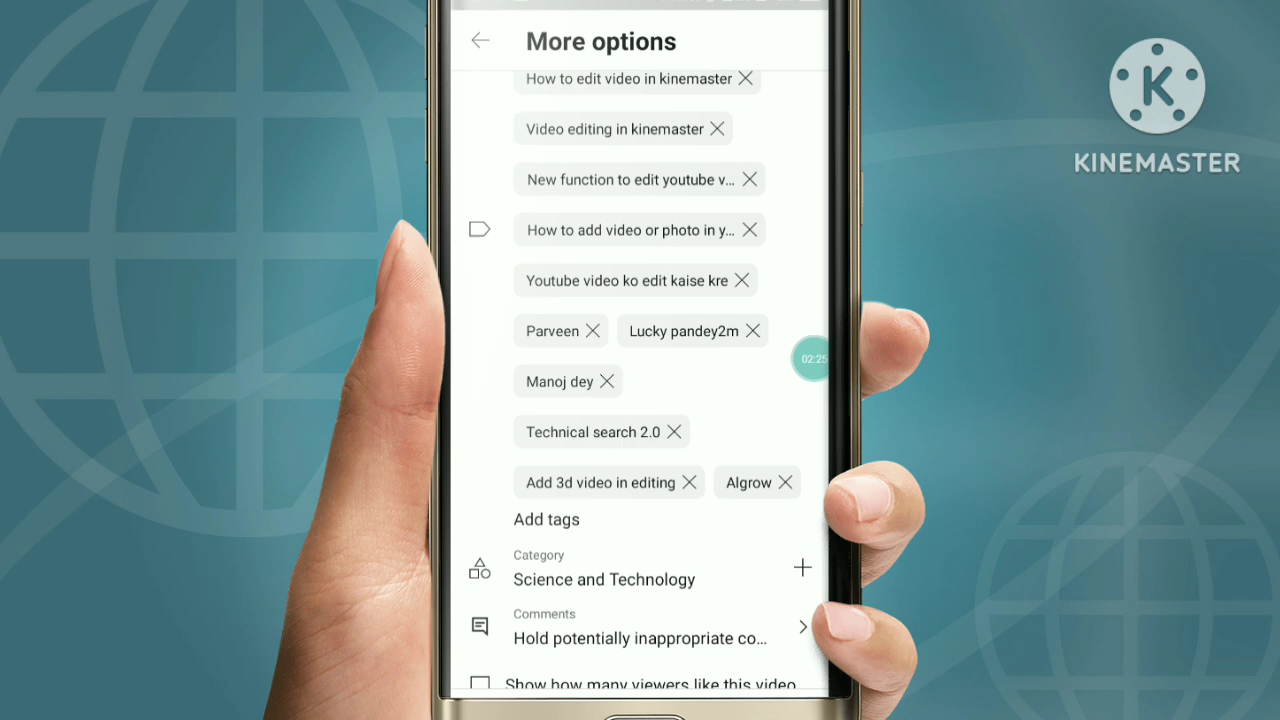 More options
How to edit video in kinemaster
Video editing in kinemaster
New function to edit youtube v...
How to add video or photo in y...
Youtube video ko edit kaise kre
Parveen Lucky pandey2m
Manoj dey
Technical search 2.0
Add 3d video in editing Algrow
Add tags
Category
Science and Technology
Comments
Hold potentially inappropriate co...
Show how many viewers like this video
02:25
K
KINEMASTER